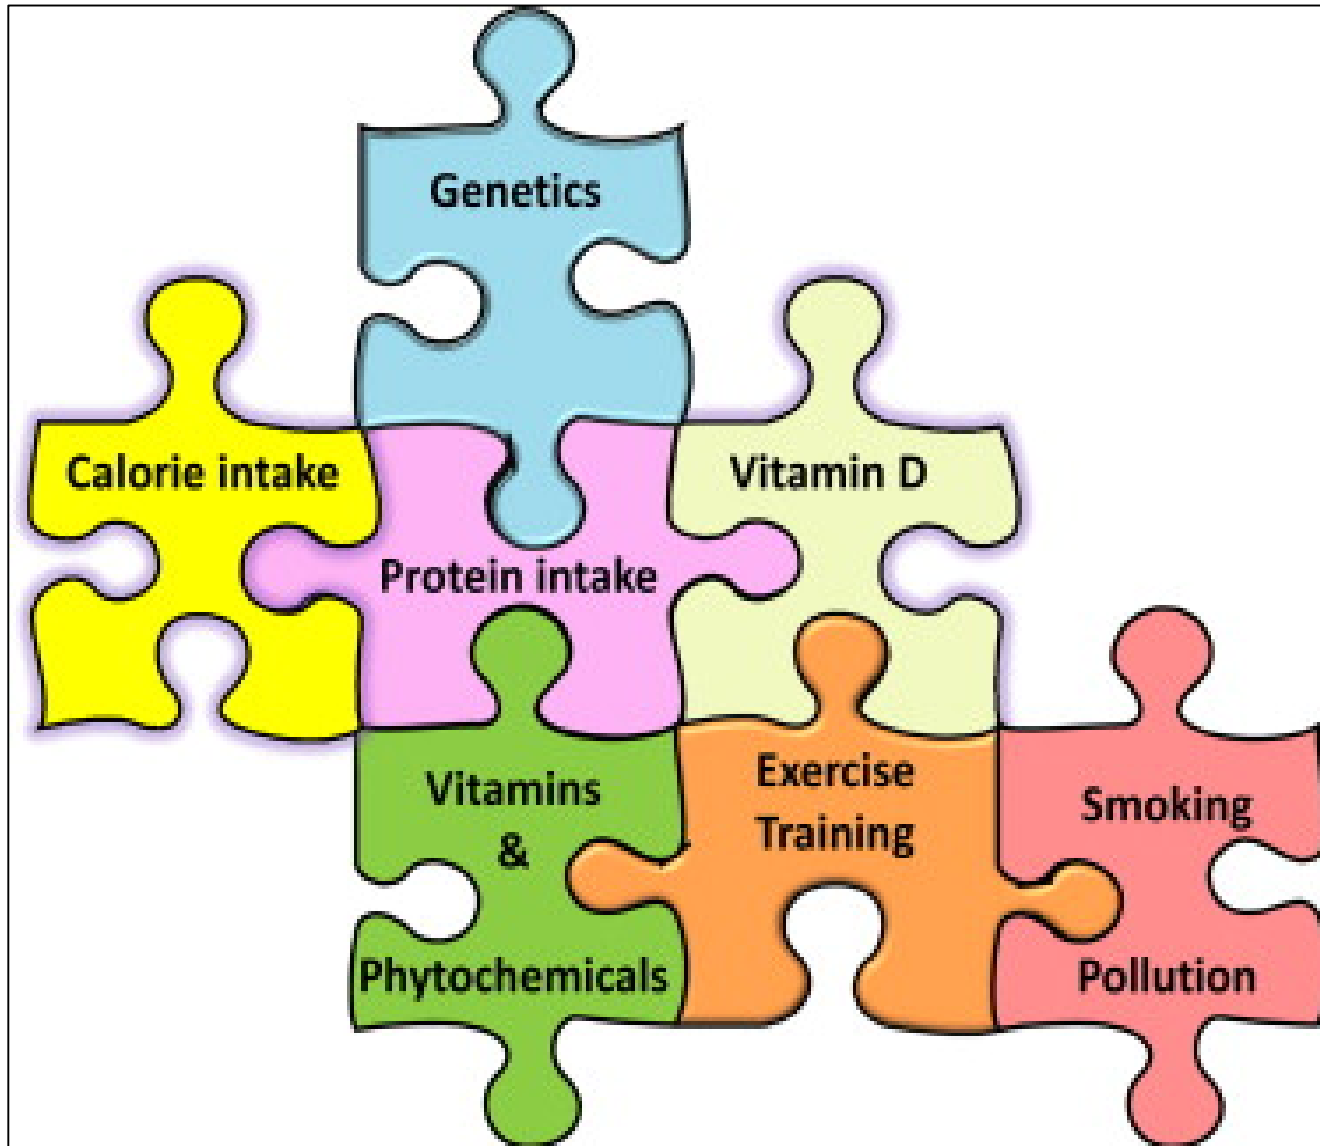 Genetics
Calorie intake
Vitamin D
Protein intake
Vitamins
&
Phytochemicals
Exercise
Training
Smoking
Pollution